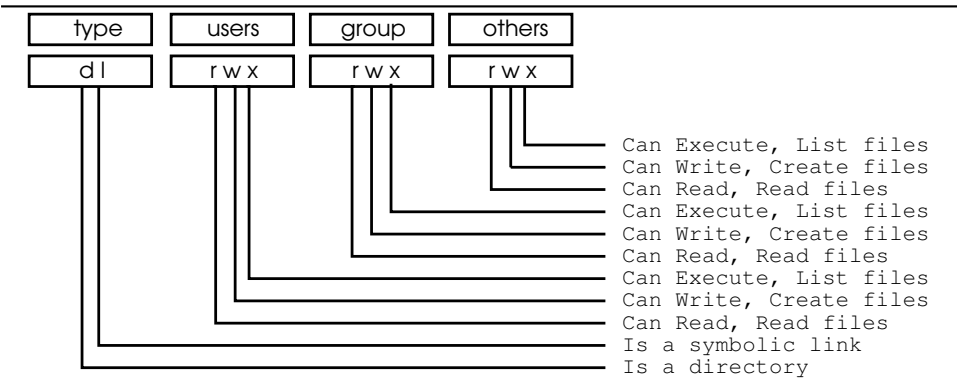 type users group others
d l r w x r w x r w x
Can Execute, List files
Can Write, Create files
Can Read, Read files
Can Execute, List files
Can Write, Create files
Can Read, Read files
Can Execute, List files
Can Write, Create files
Can Read, Read files
Is a symbolic link
Is a directory